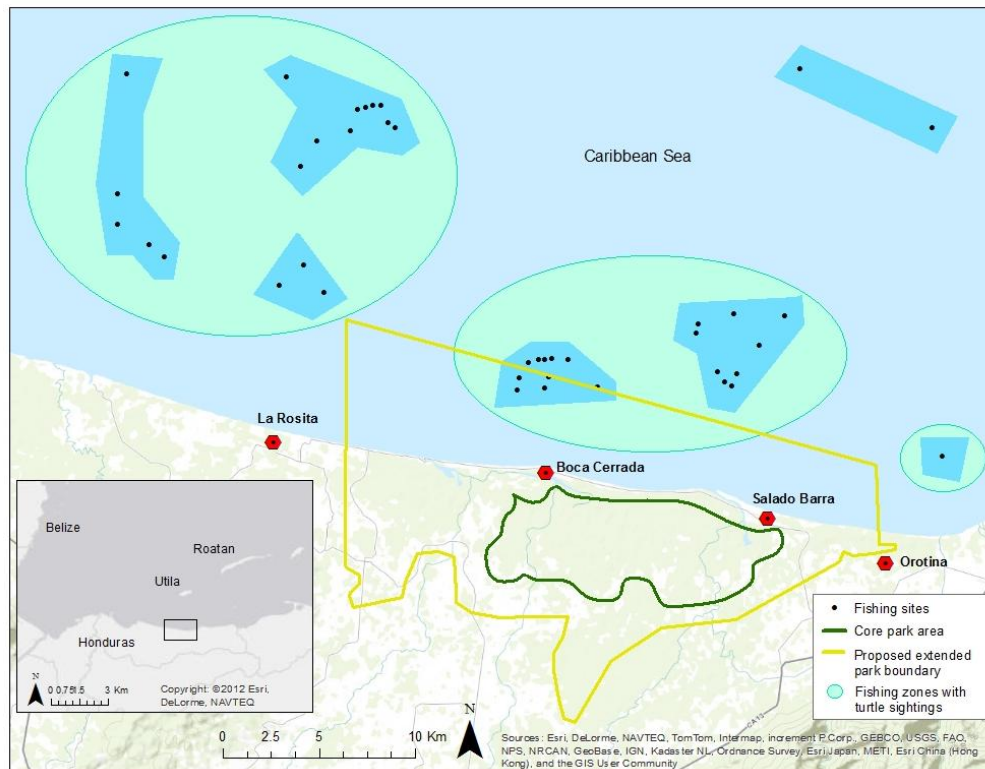 Caribbean Sea
La Rosita
Boca Cerrada
Salado Barra
Orotina
Belize
Roatan
Utila
Honduras
N
0 0.75 1.5 3 Km
Copyright: ©2012 Esri,
DeLorme, NAVTEQ
Fishing sites
Core park area
Proposed extended
park boundary
Fishing zones with
turtle sightings
0 2.5 5 10 Km
N
CA13
Sources: Esri, DeLorme, NAVTEQ, TomTom, Intermap, increment P Corp., GEBCO, USGS, FAO,
NPS, NRCAN, GeoBase, IGN, Kadaster NL, Ordnance Survey, Esri Japan, METI, Esri China (Hong
Kong), and the GIS User Community